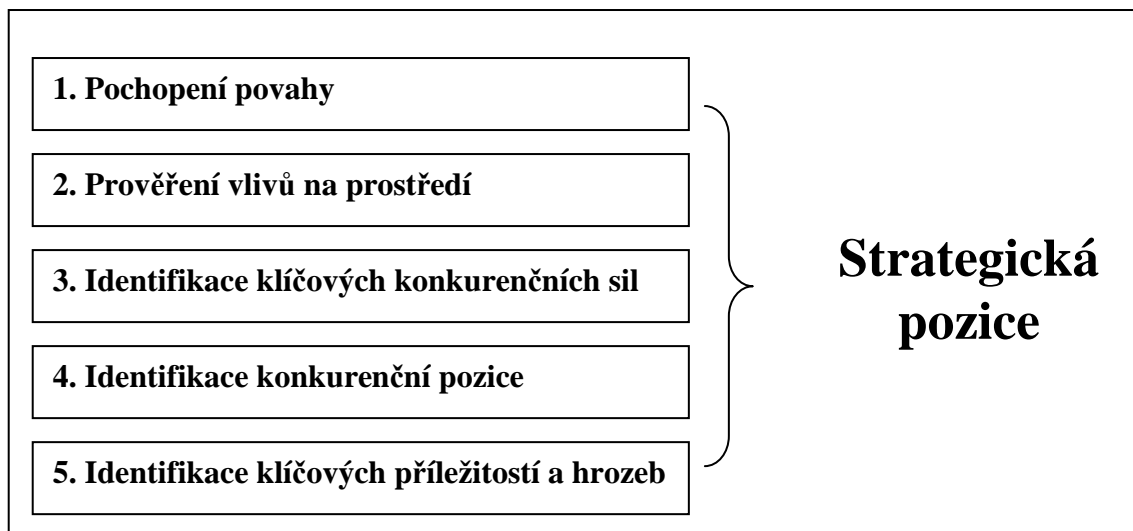 1. Pochopení povahy
2. Prověření vlivů na prostředí
3. Identifikace klíčových konkurenčních sil
4. Identifikace konkurenční pozice
5. Identifikace klíčových příležitostí a hrozeb
Strategická
pozice